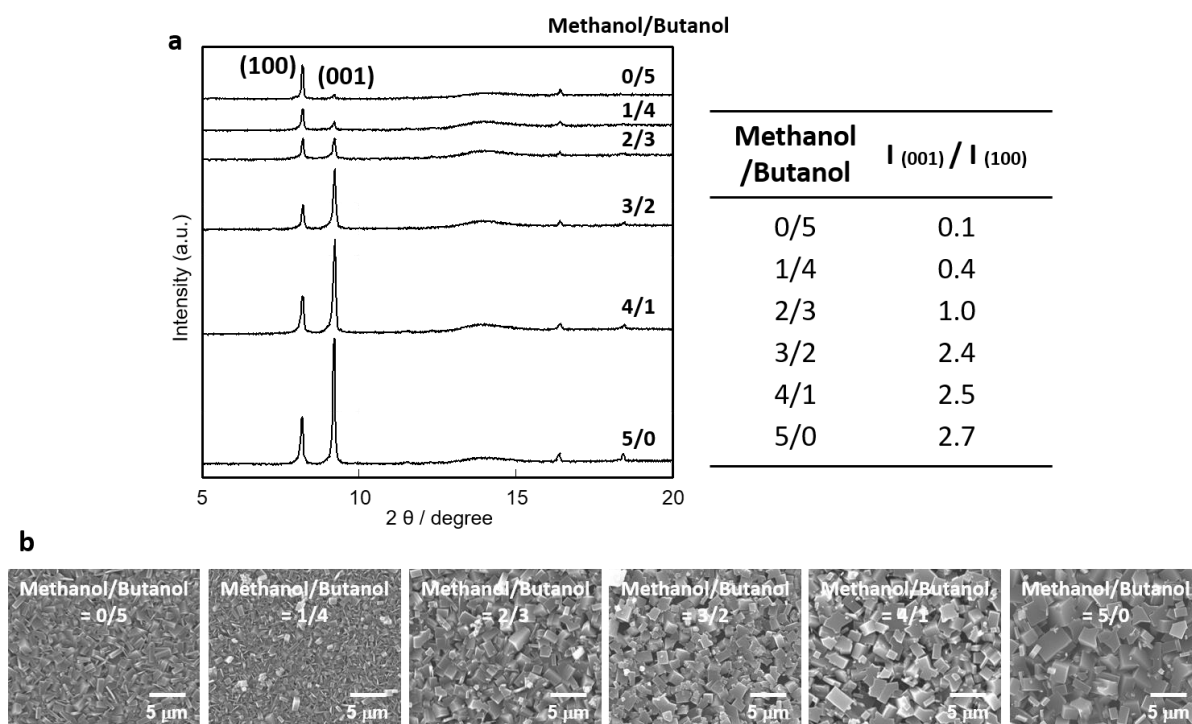 Methanol/Butanol
a
(100)
(001)
0/5
1/4
2/3
3/2
4/1
5/0
Intensity (a.u.)
5
10
15
20
2 θ / degree
Methanol
/Butanol
I (001) / I (100)
0/5 0.1
1/4 0.4
2/3 1.0
3/2 2.4
4/1 2.5
5/0 2.7
b
Methanol/Butanol
= 0/5
5 μm
Methanol/Butanol
= 1/4
5 μm
Methanol/Butanol
= 2/3
5 μm
Methanol/Butanol
= 3/2
5 μm
Methanol/Butanol
= 4/1
5 μm
Methanol/Butanol
= 5/0
5 μm